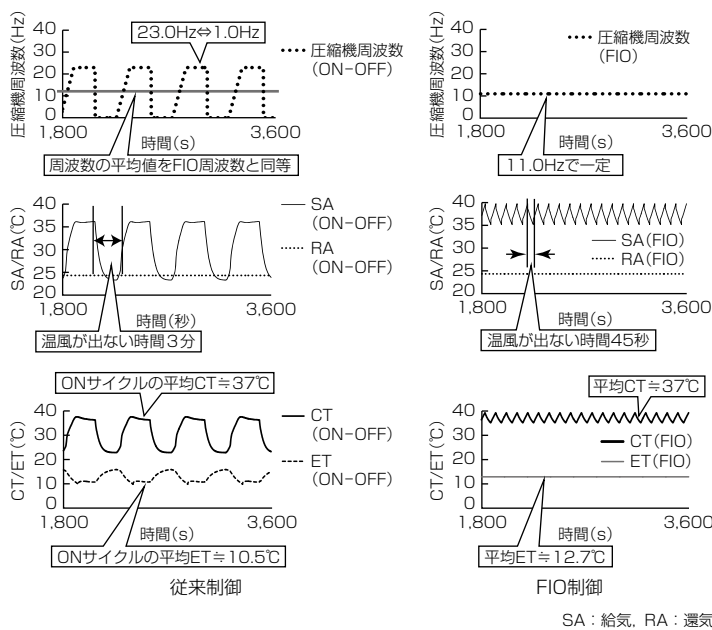 圧縮機周波数(Hz)
40
30
20
10
0
1,800
3,600
時間(s)
23.0Hz⇔1.0Hz
圧縮機周波数
(ON-OFF)
周波数の平均値をFIO周波数と同等
圧縮機周波数(Hz)
40
30
20
10
0
1,800
3,600
時間(s)
圧縮機周波数
(FIO)
11.0Hzで一定
SA/RA(℃)
40
35
30
25
20
1,800
3,600
時間(秒)
SA
(ON-OFF)
RA
(ON-OFF)
温風が出ない時間3分
SA/RA(℃)
40
35
30
25
20
1,800
3,600
時間(s)
SA(FIO)
RA(FIO)
温風が出ない時間45秒
ONサイクルの平均CT≒37℃
CT/ET(℃)
40
30
20
10
0
1,800
3,600
時間(s)
CT
(ON-OFF)
ET
(ON-OFF)
ONサイクルの平均ET≒10.5℃
従来制御
平均CT≒37℃
CT/ET(℃)
40
30
20
10
0
1,800
3,600
時間(s)
CT(FIO)
ET(FIO)
平均ET≒12.7℃
FIO制御
SA：給気, RA：還気